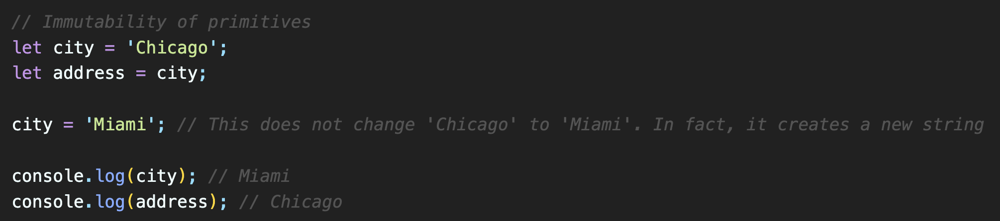 // Immutability of primitives
let city = 'Chicago';
let address = city;
city = 'Miami'; // This does not change 'Chicago' to 'Miami'. In fact, it creates a new string
console.log(city); // Miami
console.log(address); // Chicago